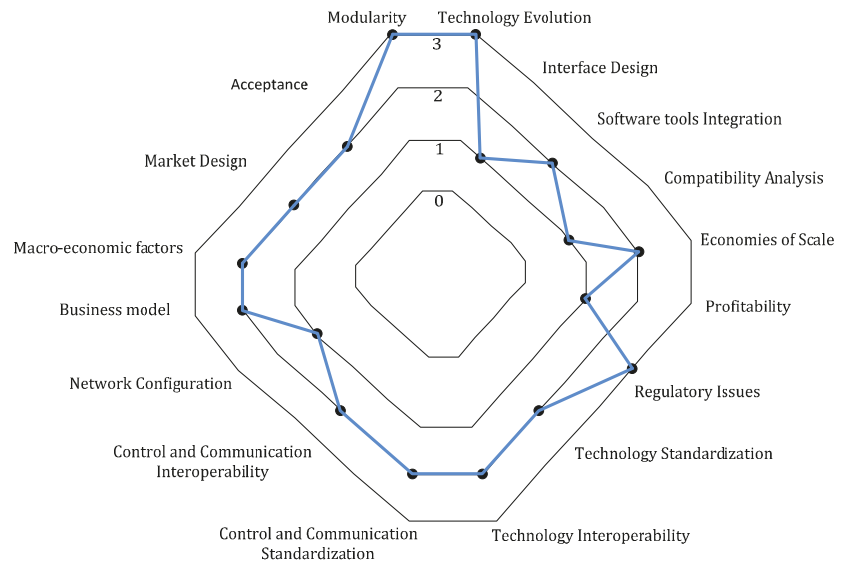 Modularity
Technology Evolution
3
Interface Design
Acceptance
2
Software tools Integration
1
Market Design
Compatibility Analysis
0
Economies of Scale
Macro-economic factors
Profitability
Business model
Network Configuration
Regulatory Issues
Control and Communication
Interoperability
Technology Standardization
Control and Communication
Standardization
Technology Interoperability